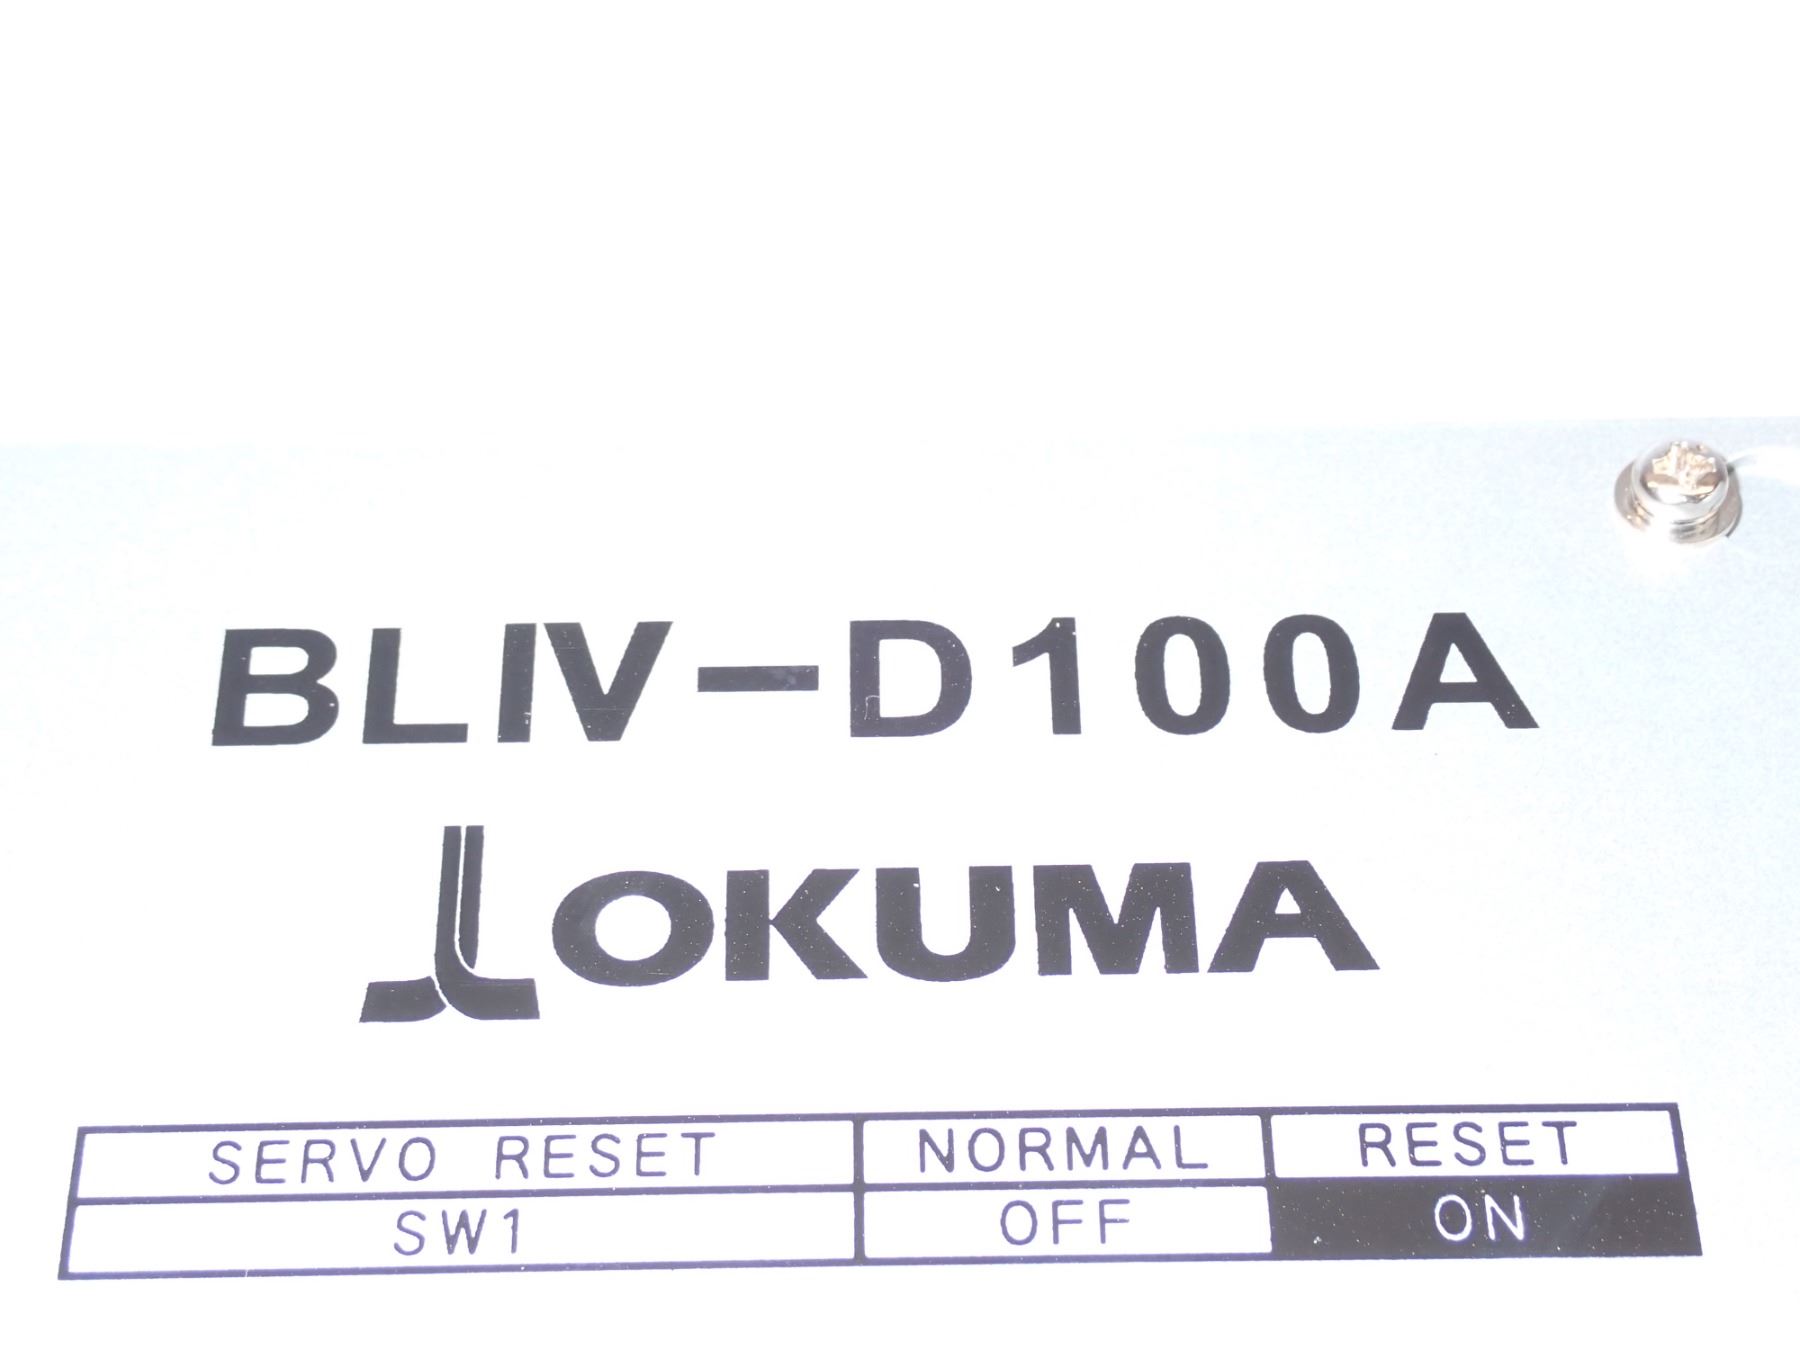 BLIV-D100A
OKUMA
SERVO RESET NORMAL RESET
SW1 OFF ON